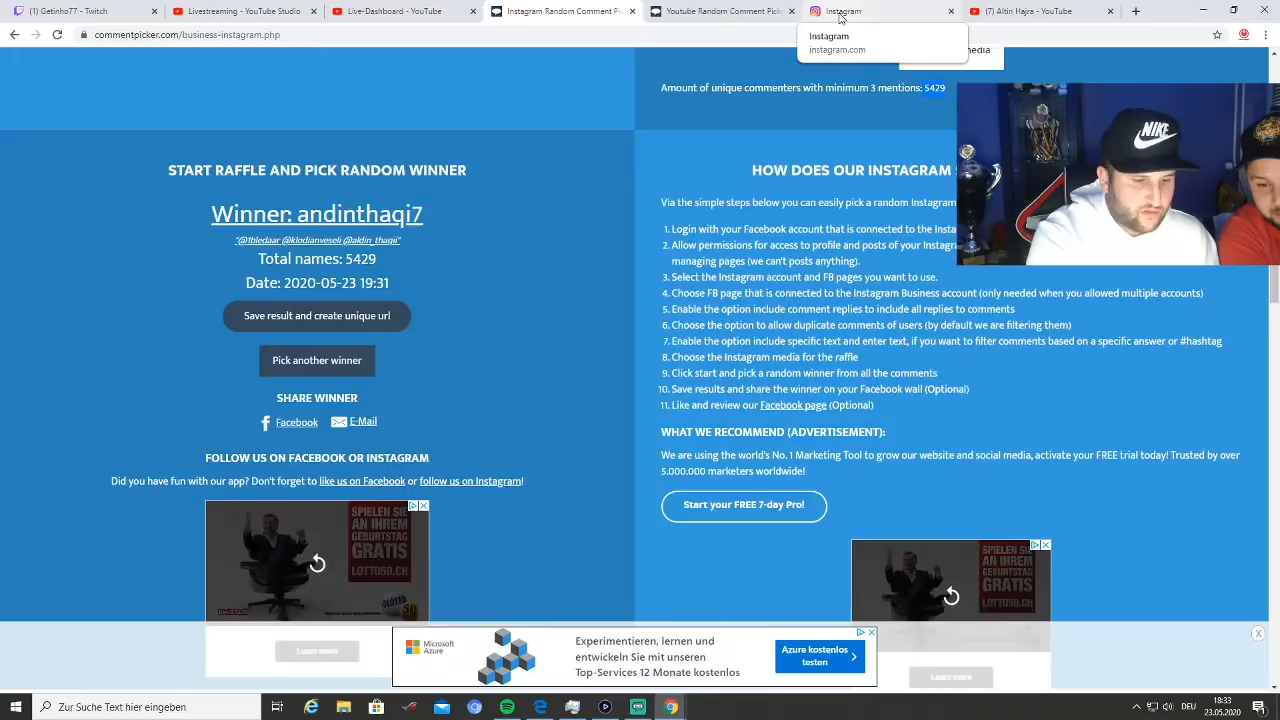 (1) Getinho77 - Twitch
Livestreaming - YouTube Studio
Live-Dashboard - YouTube
Instagram Random Comment Pi
Youtube Random Comment Picker
Instagram
(7) Altin Hajra - YouTube
commentpicker.com/business-instagram.php
Instagram
instagram.com
media
Amount of unique commenters with minimum 3 mentions: 5429
START RAFFLE AND PICK RANDOM WINNER
Winner: andinthaqi7
"@1bledaar @klodianveseli @aldin_thaqii"
Total names: 5429
Date: 2020-05-23 19:31
Save result and create unique url
Pick another winner
SHARE WINNER
Facebook
E-Mail
FOLLOW US ON FACEBOOK OR INSTAGRAM
Did you have fun with our app? Don't forget to like us on Facebook or follow us on Instagram!
SPIELEN SIE
AN IHREM
GEBURTSTAG
GRATIS
LOTTO50.CH
Learn more
HOW DOES OUR INSTAGRAM
Via the simple steps below you can easily pick a random Instagram
1. Login with your Facebook account that is connected to the Insta
2. Allow permissions for access to profile and posts of your Instagra
managing pages (we can't posts anything).
3. Select the Instagram account and FB pages you want to use.
4. Choose FB page that is connected to the Instagram Business account (only needed when you allowed multiple accounts)
5. Enable the option include comment replies to include all replies to comments
6. Choose the option to allow duplicate comments of users (by default we are filtering them)
7. Enable the option include specific text and enter text, if you want to filter comments based on a specific answer or #hashtag
8. Choose the Instagram media for the raffle
9. Click start and pick a random winner from all the comments
10. Save results and share the winner on your Facebook wall (Optional)
11. Like and review our Facebook page (Optional)
WHAT WE RECOMMEND (ADVERTISEMENT):
We are using the world's No. 1 Marketing Tool to grow our website and social media, activate your FREE trial today! Trusted by over
5.000.000 marketers worldwide!
Start your FREE 7-day Pro!
SPIELEN SIE
AN IHREM
GEBURTSTAG
GRATIS
LOTTO50.CH
Learn more
NIKE
Microsoft
Azure
Experimentieren, lernen und
entwickeln Sie mit unseren
Top-Services 12 Monate kostenlos
Azure kostenlos
testen
Zur Suche Text hier eingeben
18:33
23.05.2020